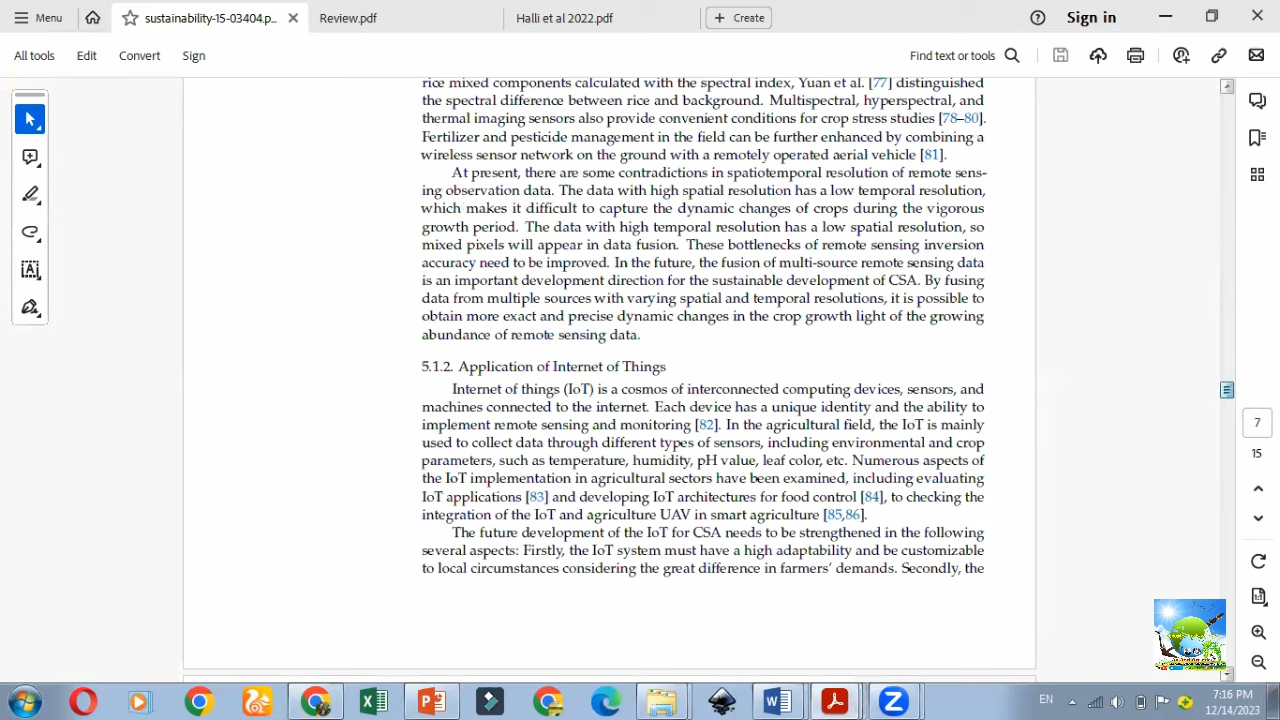 Menu
sustainability-15-03404.p...
Review.pdf
Halli et al 2022.pdf
Create
Sign in
All tools
Edit
Convert
Sign
Find text or tools
rice mixed components calculated with the spectral index, Yuan et al. [77] distinguished
the spectral difference between rice and background. Multispectral, hyperspectral, and
thermal imaging sensors also provide convenient conditions for crop stress studies [78–80].
Fertilizer and pesticide management in the field can be further enhanced by combining a
wireless sensor network on the ground with a remotely operated aerial vehicle [81].
At present, there are some contradictions in spatiotemporal resolution of remote sens-
ing observation data. The data with high spatial resolution has a low temporal resolution,
which makes it difficult to capture the dynamic changes of crops during the vigorous
growth period. The data with high temporal resolution has a low spatial resolution, so
mixed pixels will appear in data fusion. These bottlenecks of remote sensing inversion
accuracy need to be improved. In the future, the fusion of multi-source remote sensing data
is an important development direction for the sustainable development of CSA. By fusing
data from multiple sources with varying spatial and temporal resolutions, it is possible to
obtain more exact and precise dynamic changes in the crop growth light of the growing
abundance of remote sensing data.
5.1.2. Application of Internet of Things
Internet of things (IoT) is a cosmos of interconnected computing devices, sensors, and
machines connected to the internet. Each device has a unique identity and the ability to
implement remote sensing and monitoring [82]. In the agricultural field, the IoT is mainly
used to collect data through different types of sensors, including environmental and crop
parameters, such as temperature, humidity, pH value, leaf color, etc. Numerous aspects of
the IoT implementation in agricultural sectors have been examined, including evaluating
IoT applications [83] and developing IoT architectures for food control [84], to checking the
integration of the IoT and agriculture UAV in smart agriculture [85,86].
The future development of the IoT for CSA needs to be strengthened in the following
several aspects: Firstly, the IoT system must have a high adaptability and be customizable
to local circumstances considering the great difference in farmers' demands. Secondly, the
7
15
EN
7:16 PM
12/14/2023